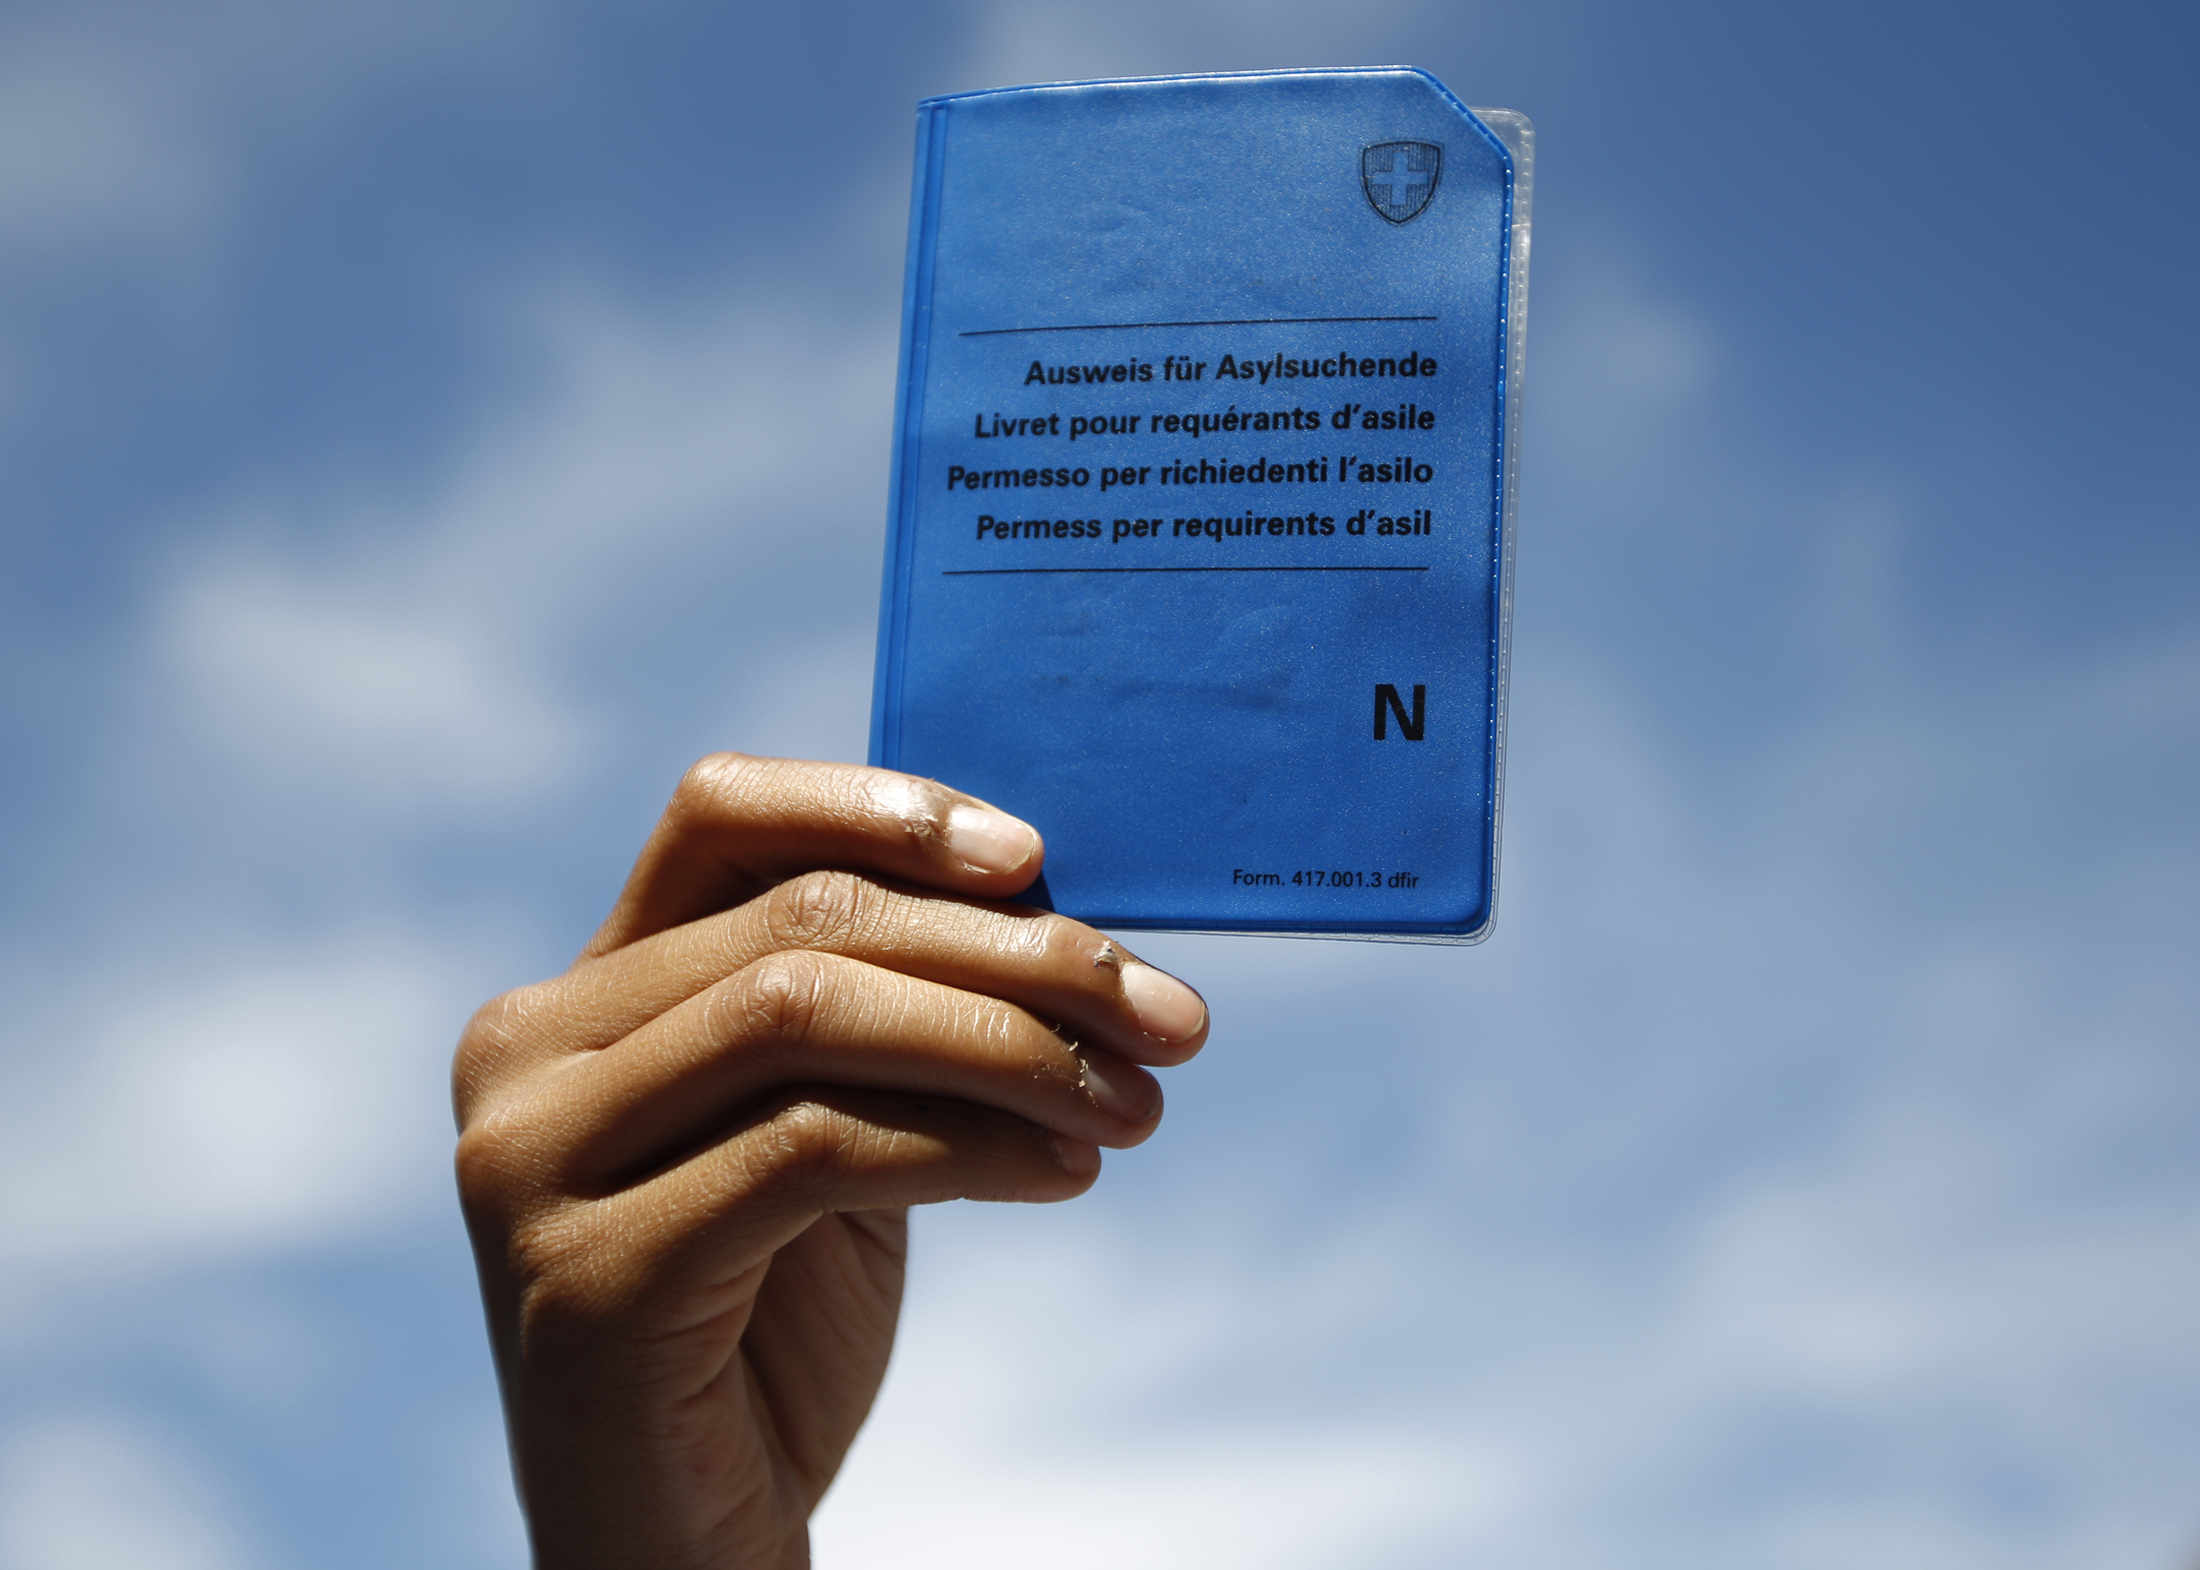 Ausweis für Asylsuchende
Livret pour requérants d’asile
Permesso per richiedenti l‘asilo
Permess per requirents d’asil
N
Form. 417.001.3 dfir